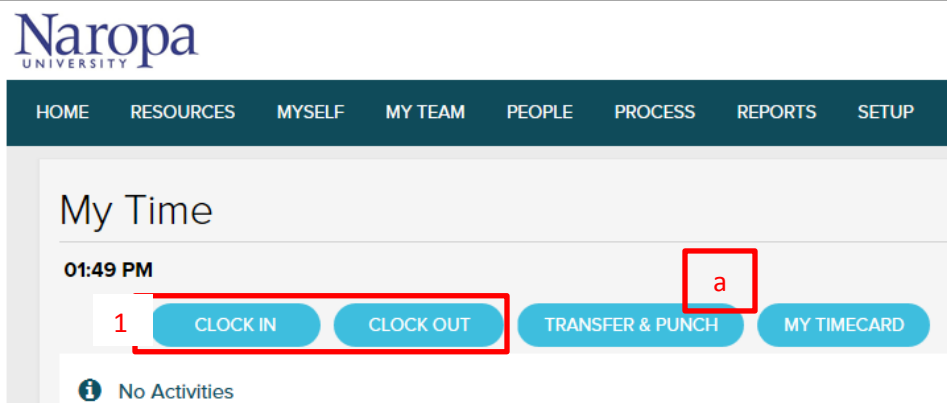 Naropa
UNIVERSITY
HOME RESOURCES MYSELF MY TEAM PEOPLE PROCESS REPORTS SETUP
My Time
01:49 PM
a
1 CLOCK IN CLOCK OUT TRANSFER & PUNCH MY TIMECARD
No Activities